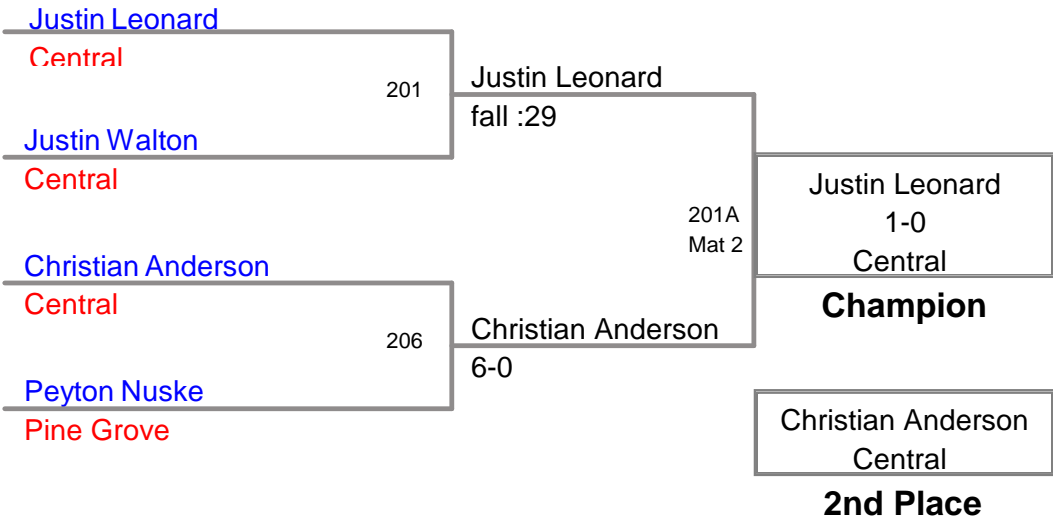 Justin Leonard
Central
201
Justin Leonard
fall :29
Justin Walton
Central
Christian Anderson
Central
206
Christian Anderson
6-0
Peyton Nuske
Pine Grove
201A
Mat 2
Justin Leonard
1-0
Central
Champion
Christian Anderson
Central
2nd Place